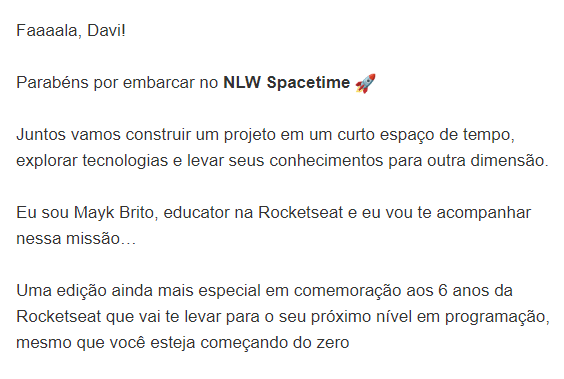 Faaaala, Davi!
Parabéns por embarcar no NLW Spacetime 🚀
Juntos vamos construir um projeto em um curto espaço de tempo,
explorar tecnologias e levar seus conhecimentos para outra dimensão.
Eu sou Mayk Brito, educator na Rocketseat e eu vou te acompanhar
nessa missão…
Uma edição ainda mais especial em comemoração aos 6 anos da
Rocketseat que vai te levar para o seu próximo nível em programação,
mesmo que você esteja começando do zero